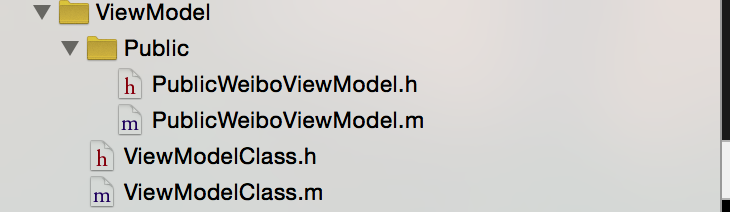 ViewModel
Public
h PublicWeiboViewModel.h
m PublicWeiboViewModel.m
h ViewModelClass.h
m ViewModelClass.m